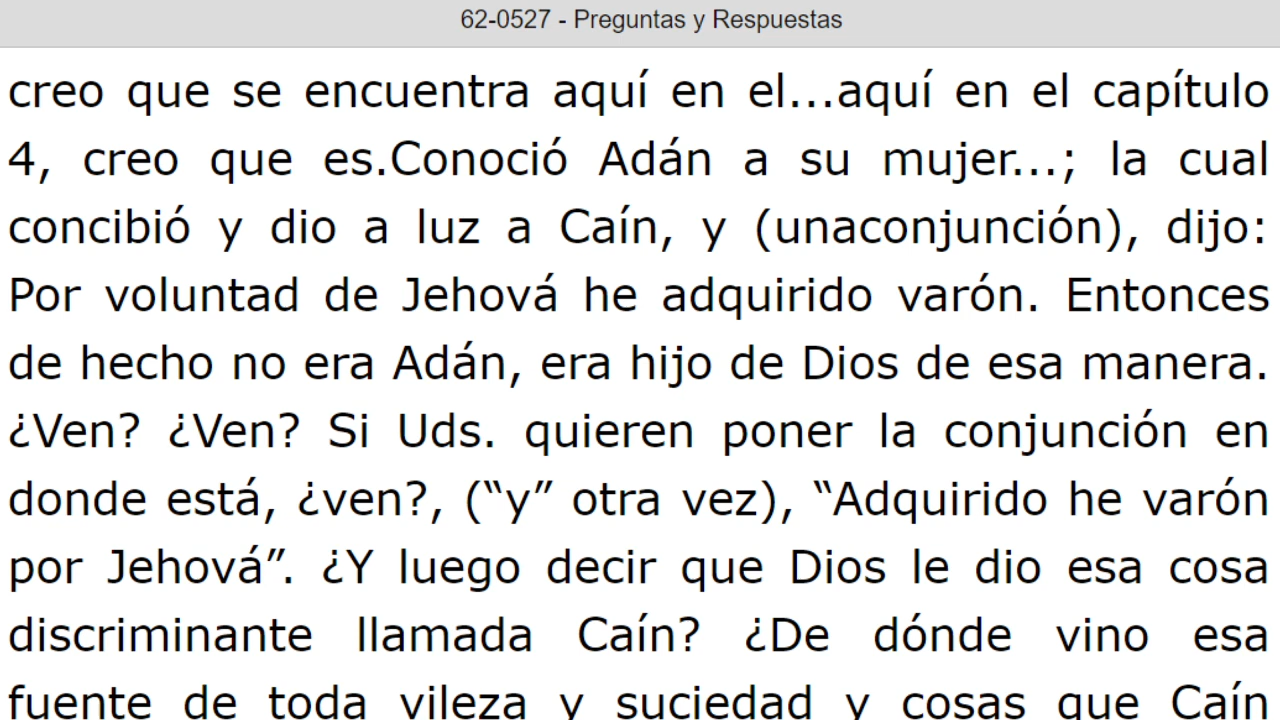 62-0527 - Preguntas y Respuestas
creo que se encuentra aquí en el...aquí en el capítulo
4, creo que es.Conoció Adán a su mujer...; la cual
concibió y dio a luz a Caín, y (unaconjunción), dijo:
Por voluntad de Jehová he adquirido varón. Entonces
de hecho no era Adán, era hijo de Dios de esa manera.
¿Ven? ¿Ven? Si Uds. quieren poner la conjunción en
donde está, ¿ven?, (“y” otra vez), “Adquirido he varón
por Jehová”. ¿Y luego decir que Dios le dio esa cosa
discriminante llamada Caín? ¿De dónde vino esa
fuente de toda vileza y suciedad y cosas que Caín